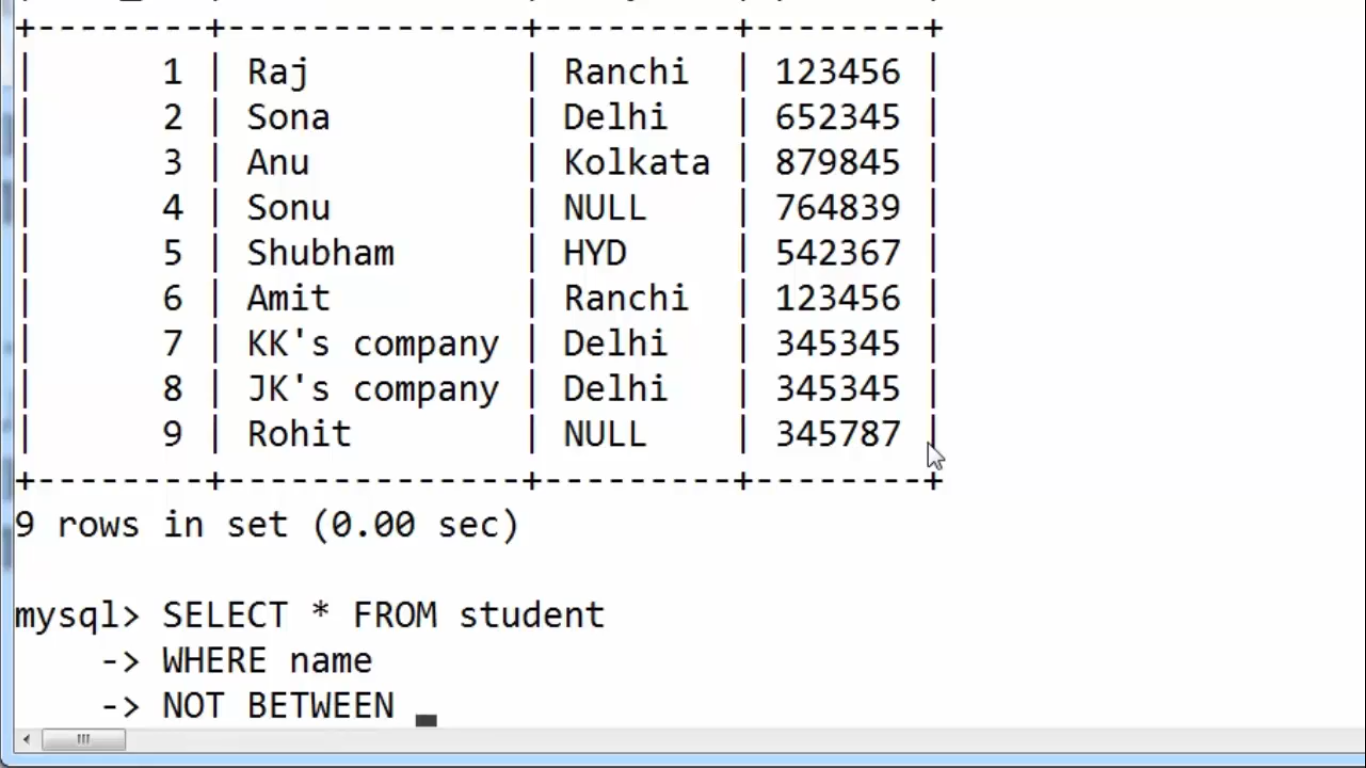 +--------+--------------+---------+--------+
|      1 | Raj          | Ranchi  | 123456 |
|      2 | Sona         | Delhi   | 652345 |
|      3 | Anu          | Kolkata | 879845 |
|      4 | Sonu         | NULL    | 764839 |
|      5 | Shubham      | HYD     | 542367 |
|      6 | Amit         | Ranchi  | 123456 |
|      7 | KK's company | Delhi   | 345345 |
|      8 | JK's company | Delhi   | 345345 |
|      9 | Rohit        | NULL    | 345787 |
+--------+--------------+---------+--------+
9 rows in set (0.00 sec)
mysql> SELECT * FROM student
    -> WHERE name
    -> NOT BETWEEN